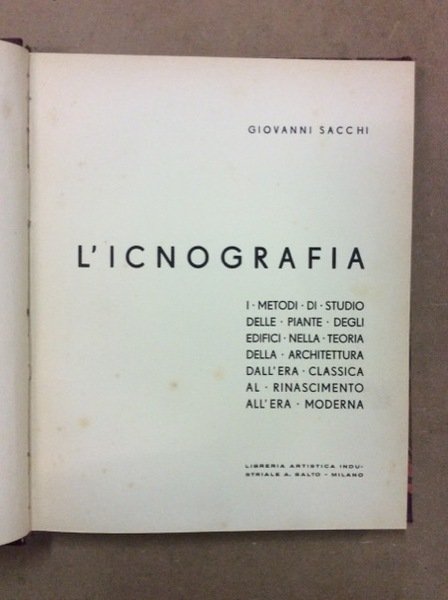 GIOVANNI SACCHI
L'ICNOGRAFIA
I · METODI · DI · STUDIO
DELLE · PIANTE · DEGLI
EDIFICI · NELLA · TEORIA
DELLA · ARCHITETTURA
DALL'ERA · CLASSICA
AL · RINASCIMENTO
ALL'ERA · MODERNA
LIBRERIA ARTISTICA INDU-
STRIALE A. SALTO - MILANO